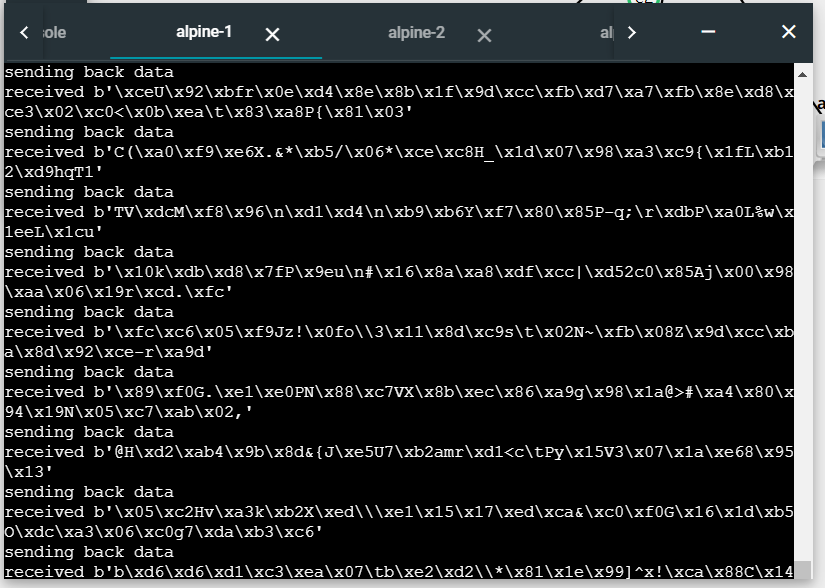 sole
alpine-1
alpine-2
al
sending back data
received b'\xceU\x92\xbfr\x0e\xd4\x8e\x8b\x1f\x9d\xcc\xfb\xd7\xa7\xfb\x8e\xd8\x
ce3\x02\xc0<\x0b\xea\t\x83\xa8P{\x81\x03'
sending back data
received b'C(\xa0\xf9\xe6X.&*\xb5/\x06*\xce\xc8H_\x1d\x07\x98\xa3\xc9{\x1fL\xb1
2\xd9hqT1'
sending back data
received b'TV\xdcM\xf8\x96\n\xd1\xd4\n\xb9\xb6Y\xf7\x80\x85P-q;\r\xdbP\xa0L%w\x
1eeL\x1cu'
sending back data
received b'\x10k\xdb\xd8\x7fP\x9eu\n#\x16\x8a\xa8\xdf\xcc|\xd52c0\x85Aj\x00\x98
\xaa\x06\x19r\xcd.\xfc'
sending back data
received b'\xfc\xc6\x05\xf9Jz!\x0fo\\3\x11\x8d\xc9s\t\x02N~\xfb\x08Z\x9d\xcc\xb
a\x8d\x92\xce-r\xa9d'
sending back data
received b'\x89\xf0G.\xe1\xe0PN\x88\xc7VX\x8b\xec\x86\xa9g\x98\x1a@>#\xa4\x80\x
94\x19N\x05\xc7\xab\x02,'
sending back data
received b'@H\xd2\xab4\x9b\x8d&{J\xe5U7\xb2amr\xd1<c\tPy\x15V3\x07\x1a\xe68\x95
\x13'
sending back data
received b'\x05\xc2Hv\xa3k\xb2X\xed\\\xe1\x15\x17\xed\xca&\xc0\xf0G\x16\x1d\xb5
O\xdc\xa3\x06\xc0g7\xda\xb3\xc6'
sending back data
received b'b\xd6\xd6\xd1\xc3\xea\x07\tb\xe2\xd2\\*\x81\x1e\x99]^x!\xca\x88C\x14